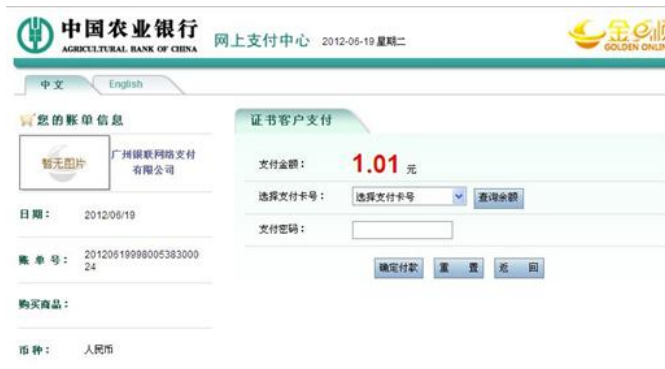 中国农业银行
AGRICULTURAL BANK OF CHINA
网上支付中心 2012-06-19 星期二
GOLDEN ONLIN
中文 English
您的账单信息
暂无图片
广州银联网络支付
有限公司
日期: 2012/06/19
账单号: 20120619998005383000
24
购买商品:
币种: 人民币
证书客户支付
支付金额: 1.01 元
选择支付卡号: 选择支付卡号 查询余额
支付密码:
确定付款 重置 返回